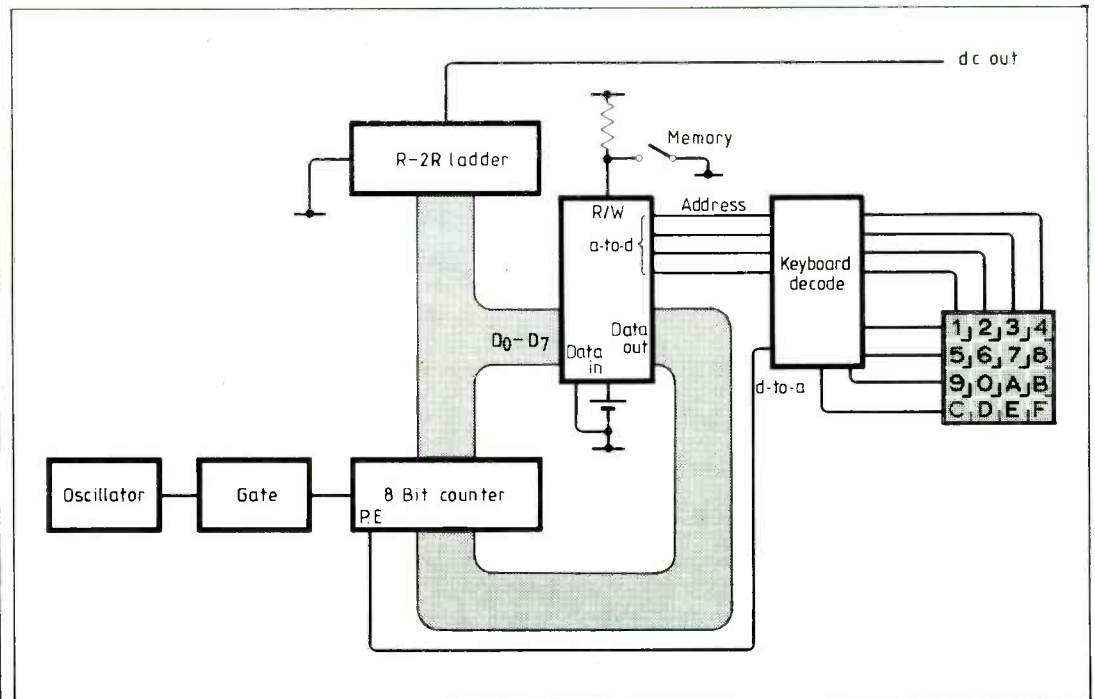 dc out
R-2R ladder
Memory
R/W
Address
a-to-d
Keyboard
decode
D0-D7
Data
in
Data
out
d-to-a
1 2 3 4
5 6 7 8
9 0 A B
C D E F
Oscillator
Gate
8 Bit counter
P.E